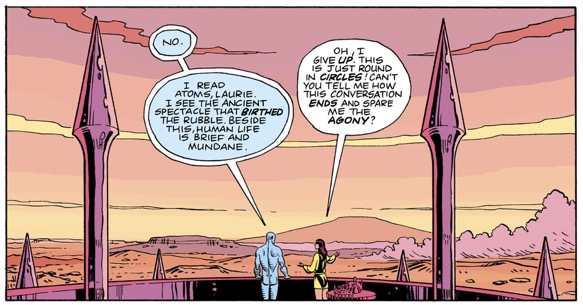 NO.
I READ
ATOMS, LAURIE.
I SEE THE ANCIENT
SPECTACLE THAT BIRTHED
THE RUBBLE. BESIDE
THIS, HUMAN LIFE
IS BRIEF AND
MUNDANE.
OH, I
GIVE UP. THIS
IS JUST ROUND
IN CIRCLES! CAN'T
YOU TELL ME HOW
THIS CONVERSATION
ENDS AND SPARE
ME THE
AGONY?